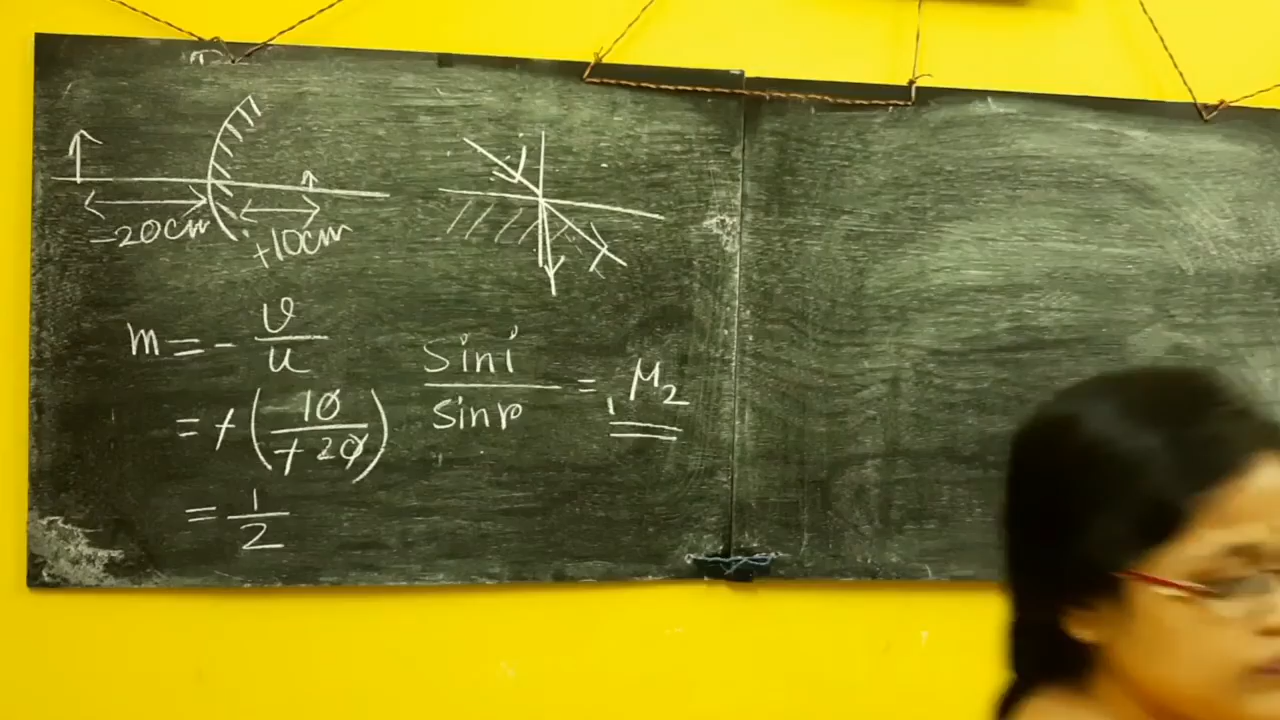 -20cm
+10cm
i
m = - v/u
= + (10/+20)
= 1/2
sin i / sin r = ₁μ₂